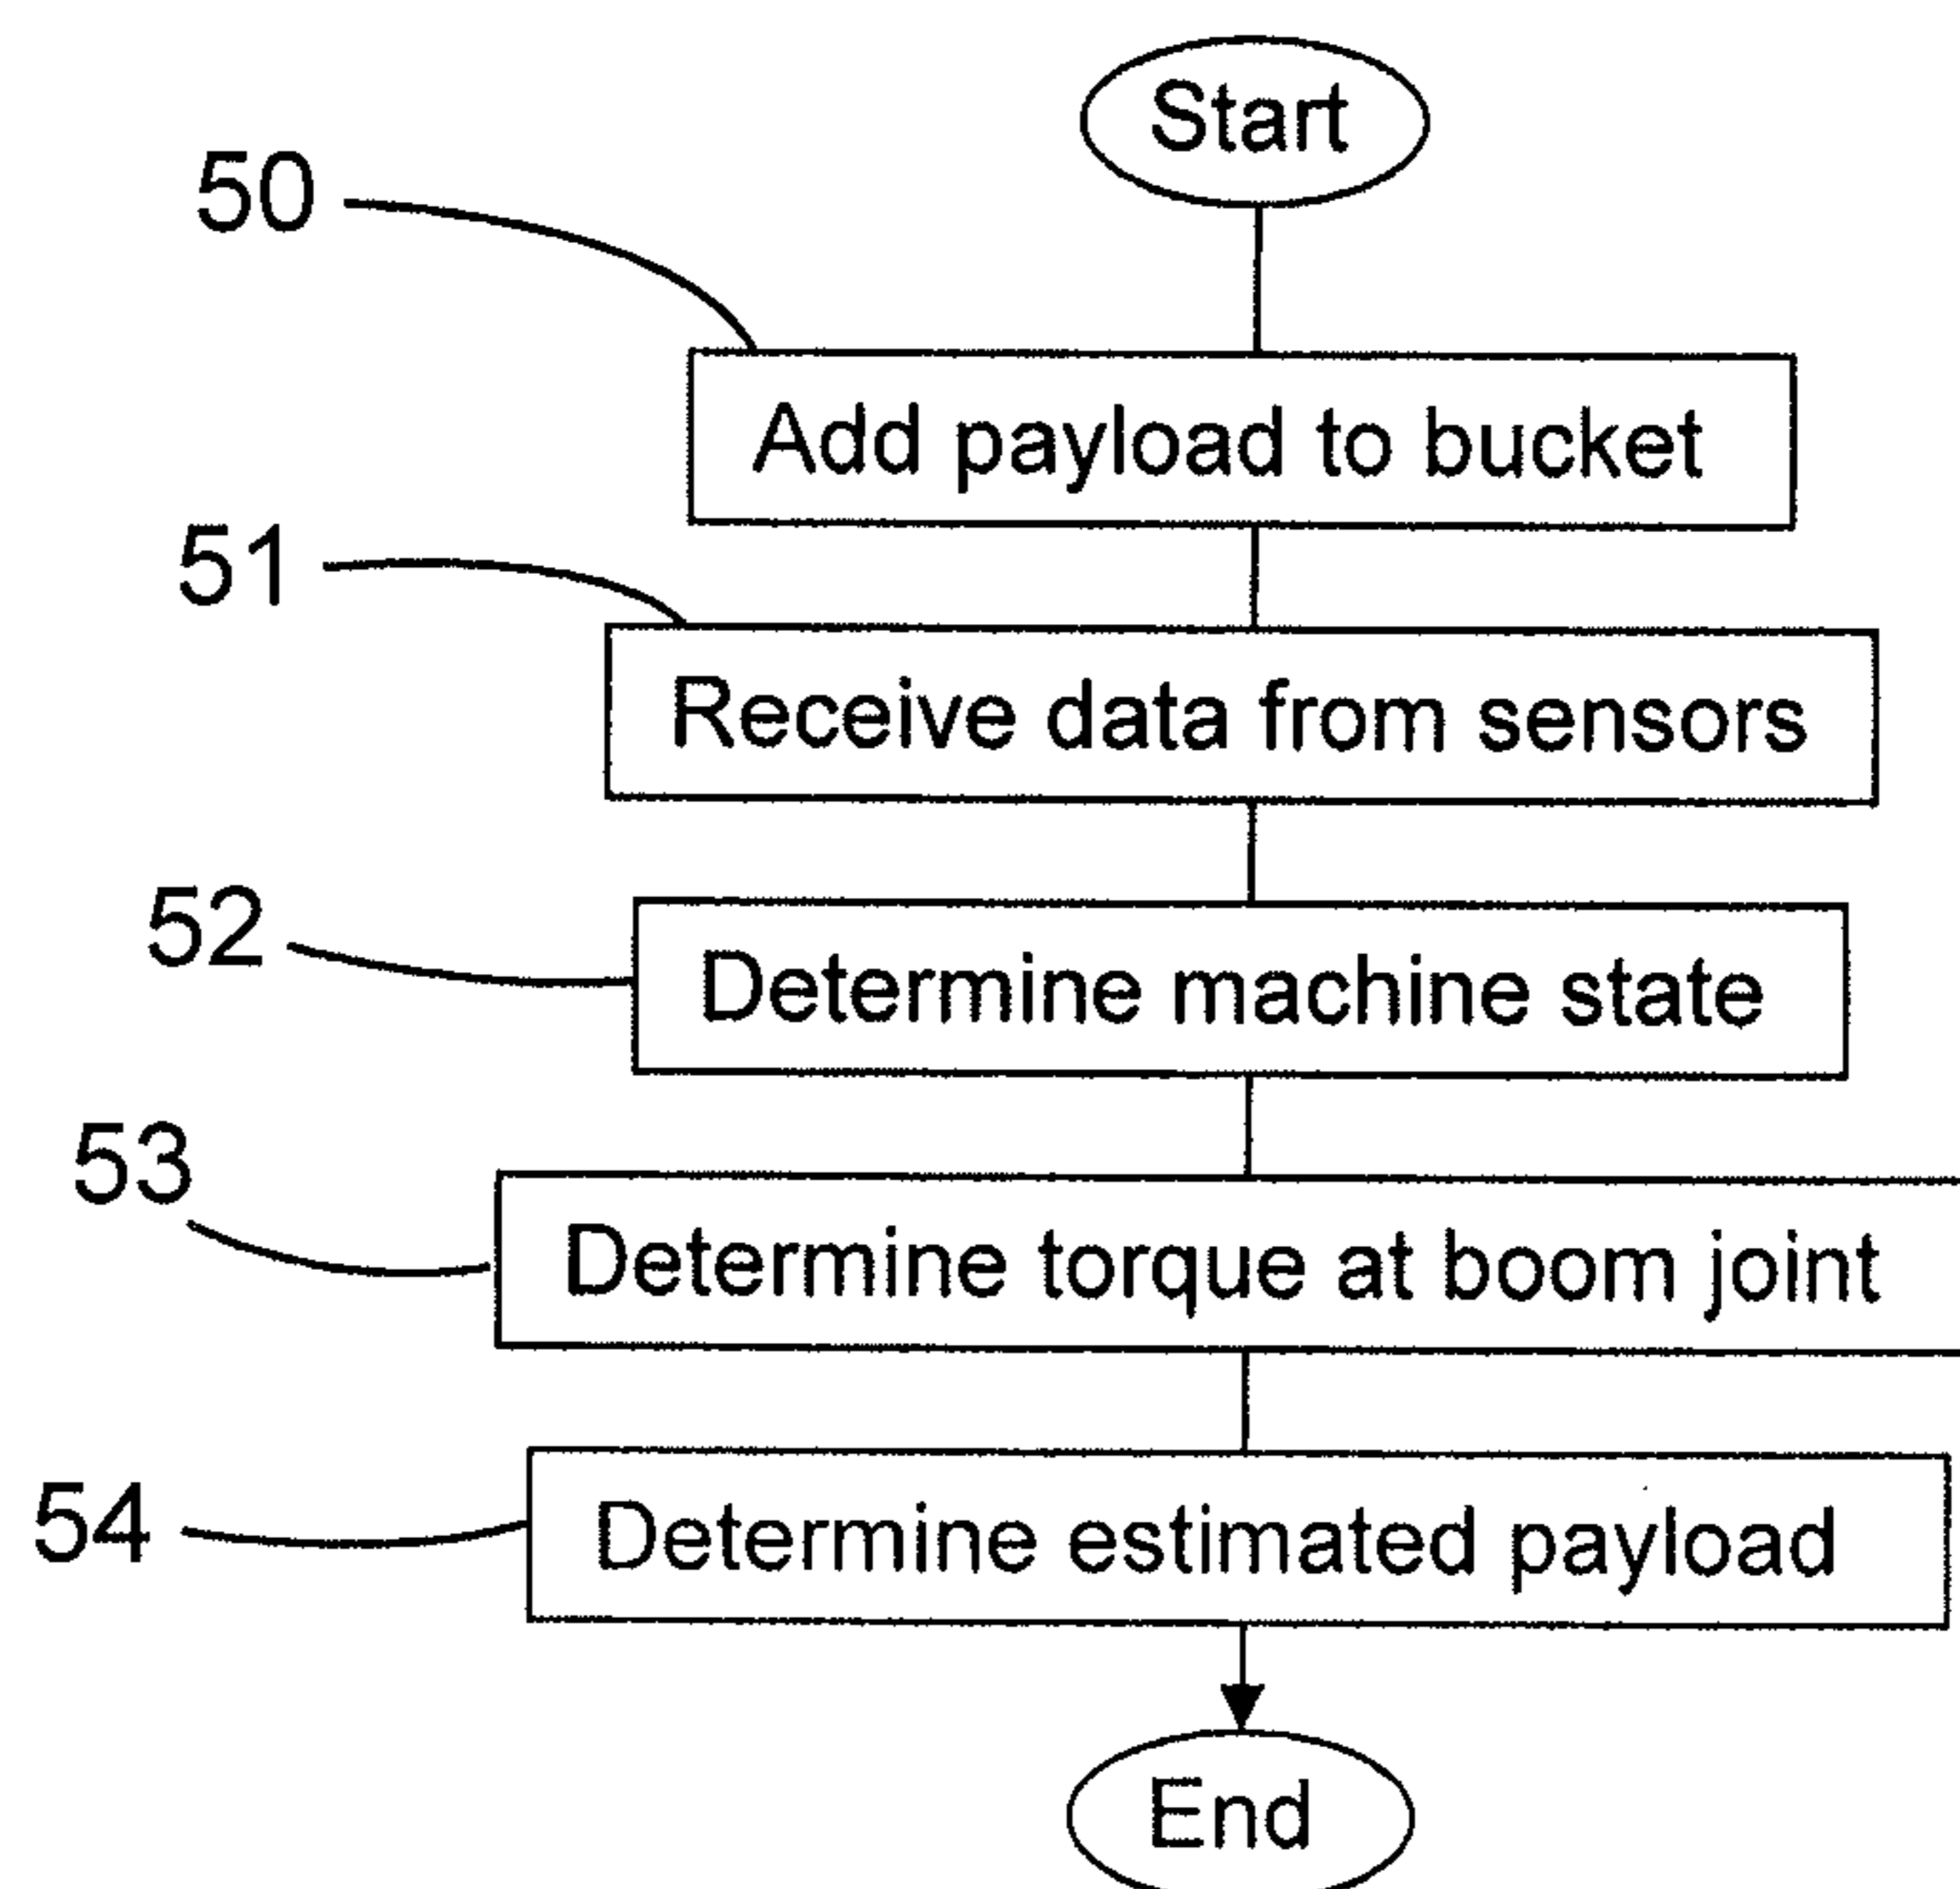 Start
50
Add payload to bucket
51
Receive data from sensors
52
Determine machine state
53
Determine torque at boom joint
54
Determine estimated payload
End